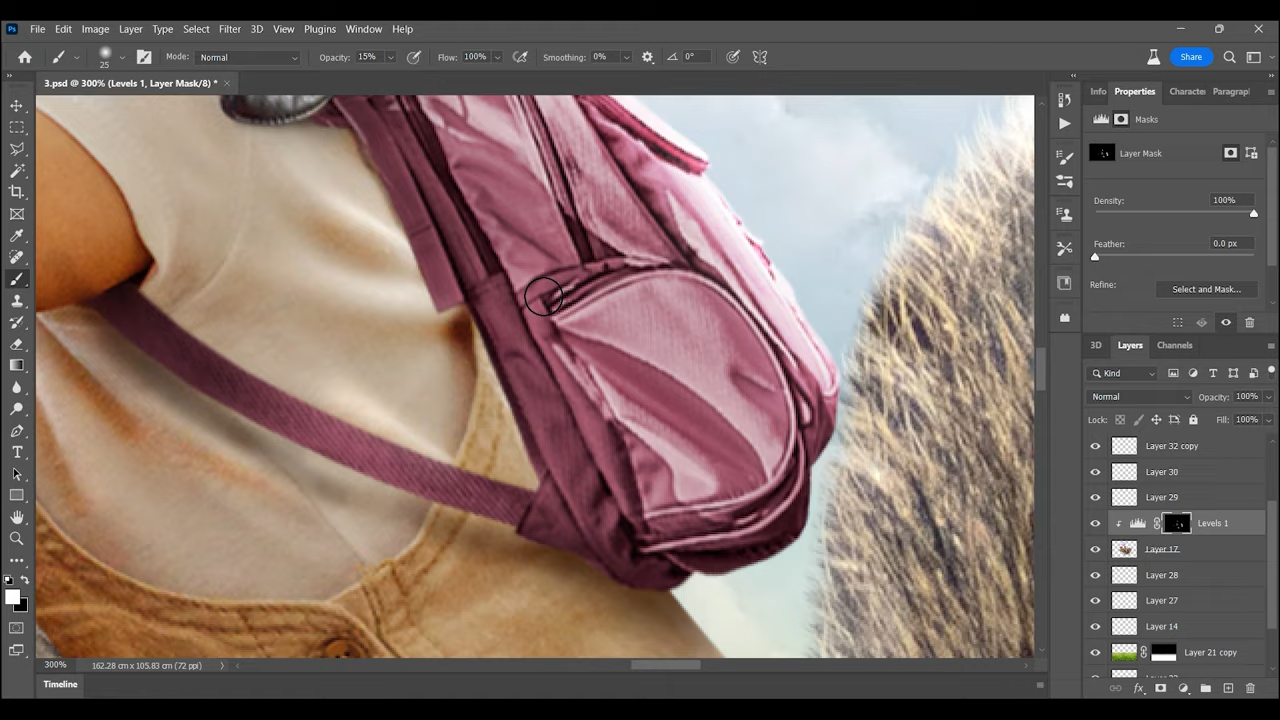 Ps File Edit Image Layer Type Select Filter 3D View Plugins Window Help
25 Mode: Normal Opacity: 15% Flow: 100% Smoothing: 0% 0° Share
3.psd @ 300% (Levels 1, Layer Mask/8) * ×
Info Properties Characte Paragrap
Masks
Layer Mask
Density: 100%
Feather: 0.0 px
Refine: Select and Mask...
3D Layers Channels
Kind
Normal Opacity: 100%
Lock: Fill: 100%
Layer 32 copy
Layer 30
Layer 29
Levels 1
Layer 17
Layer 28
Layer 27
Layer 14
Layer 21 copy
300% 162.28 cm x 105.83 cm (72 ppi)
Timeline